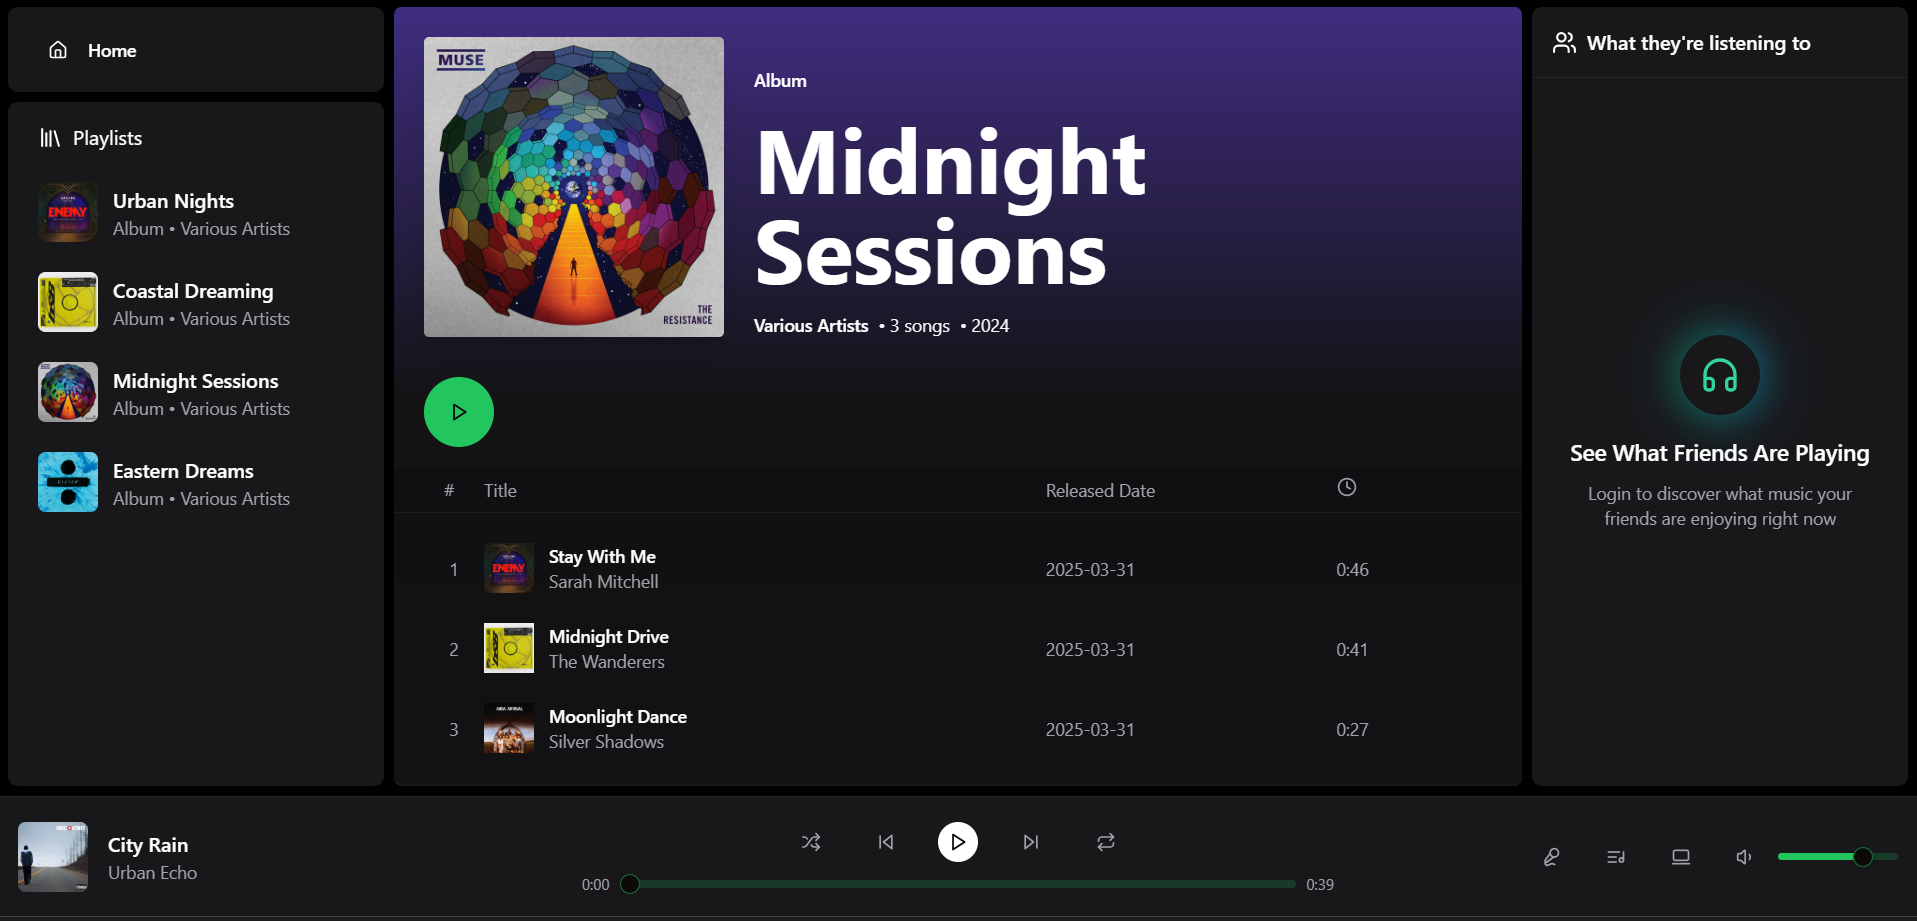 Home
Playlists
Urban Nights
Album • Various Artists
Coastal Dreaming
Album • Various Artists
Midnight Sessions
Album • Various Artists
Eastern Dreams
Album • Various Artists
MUSE
THE
RESISTANCE
Album
Midnight
Sessions
Various Artists • 3 songs • 2024
# Title Released Date
1 Stay With Me 2025-03-31 0:46
Sarah Mitchell
ENEMY
2 Midnight Drive 2025-03-31 0:41
The Wanderers
3 Moonlight Dance 2025-03-31 0:27
Silver Shadows
What they're listening to
See What Friends Are Playing
Login to discover what music your
friends are enjoying right now
City Rain
Urban Echo
0:00 0:39